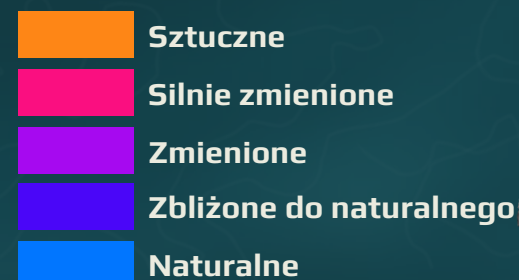 Sztuczne
Silnie zmienione
Zmienione
Zbliżone do naturalnego;
Naturalne